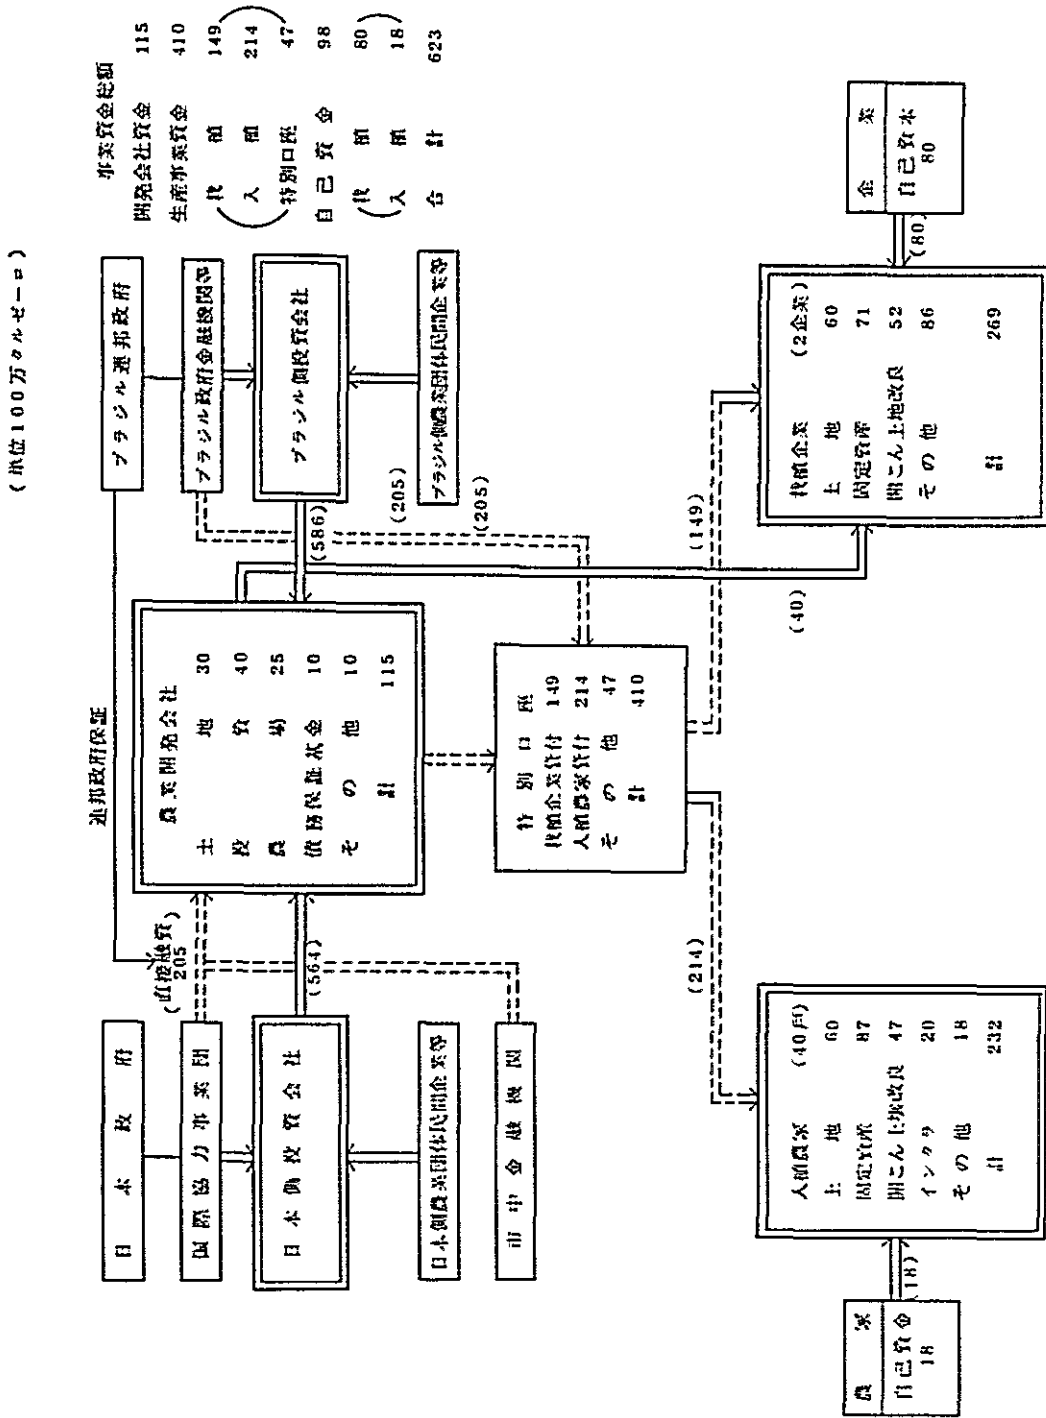 (単位100万クルゼーロ)
事業資金総額
開発会社資金 115
生産事業資金 410
(拓植 149)
(入植 214)
特別口座 47
自己資金 98
(拓植 80)
(入植 18)
合計 623
連邦政府保証
日本政府
国際協力事業団
日本側投資会社
日本側農業団体民間企業等
市中金融機関
(直接融資)
205
(564)
農業開発会社
土地 30
投資 40
農場 25
債務保証基金 10
その他 10
計 115
ブラジル連邦政府
ブラジル政府金融機関等
ブラジル側投資会社
ブラジル側農業団体民間企業等
(586)
(205)
(205)
特別口座
拓植企業貸付 149
入植農家貸付 214
その他 47
計 410
(214)
(149)
(40)
入植農家 (40戸)
土地 60
固定資産 87
開こん土壌改良 47
インフラ 20
その他 18
計 232
農家
自己資金
18
(18)
拓植企業 (2企業)
土地 60
固定資産 71
開こん土地改良 52
その他 86
計 269
企業
自己資本
80
(80)